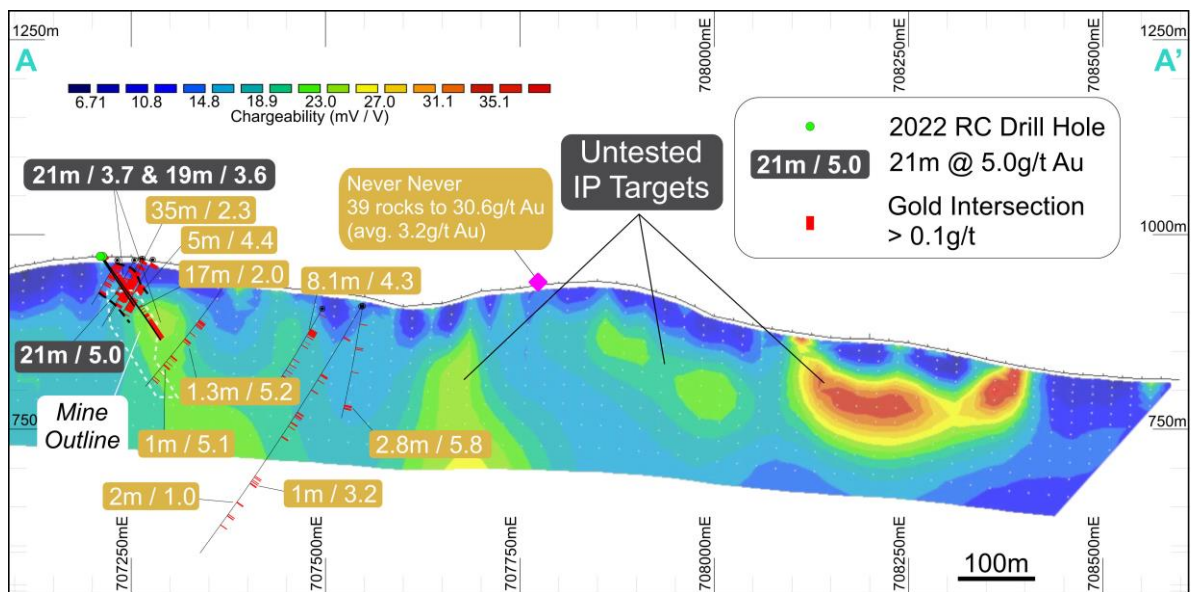 1250m
708000mE
708250mE
708500mE
1250m
A
A’
6.71 10.8 14.8 18.9 23.0 27.0 31.1 35.1
Chargeability (mV / V)
2022 RC Drill Hole
21m / 5.0
21m @ 5.0g/t Au
Gold Intersection
> 0.1g/t
Untested
IP Targets
21m / 3.7 & 19m / 3.6
Never Never
39 rocks to 30.6g/t Au
(avg. 3.2g/t Au)
35m / 2.3
5m / 4.4
17m / 2.0
8.1m / 4.3
1000m
1000m
21m / 5.0
1.3m / 5.2
Mine
Outline
750m
750m
1m / 5.1
2.8m / 5.8
2m / 1.0
1m / 3.2
707250mE
707500mE
707750mE
708000mE
708250mE
708500mE
100m